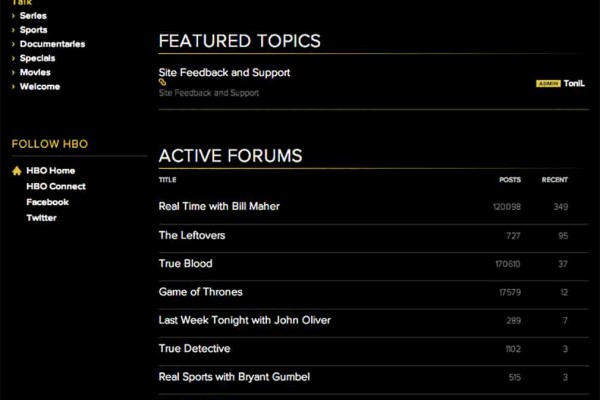 Talk
Series
Sports
Documentaries
Specials
Movies
Welcome
FOLLOW HBO
HBO Home
HBO Connect
Facebook
Twitter
FEATURED TOPICS
Site Feedback and Support
Site Feedback and Support
ADMIN ToniL
ACTIVE FORUMS
TITLE POSTS RECENT
Real Time with Bill Maher 120098 349
The Leftovers 727 95
True Blood 170610 37
Game of Thrones 17579 12
Last Week Tonight with John Oliver 289 7
True Detective 1102 3
Real Sports with Bryant Gumbel 515 3